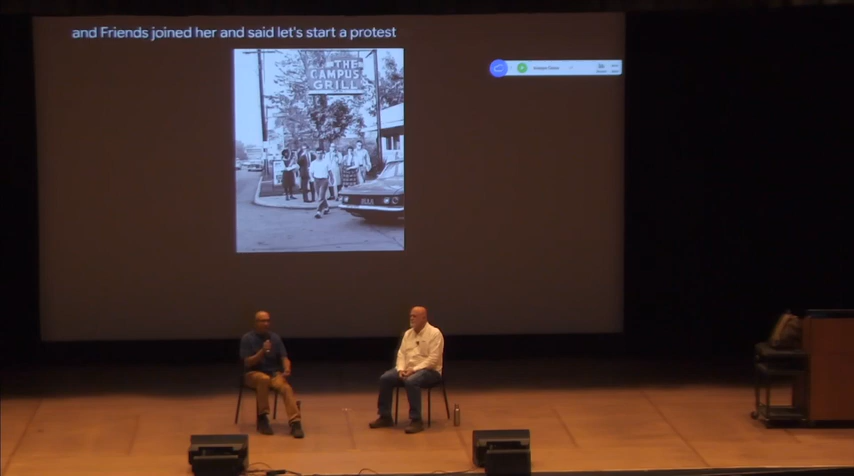 and Friends joined her and said let's start a protest
THE
CAMPUS
GRILL